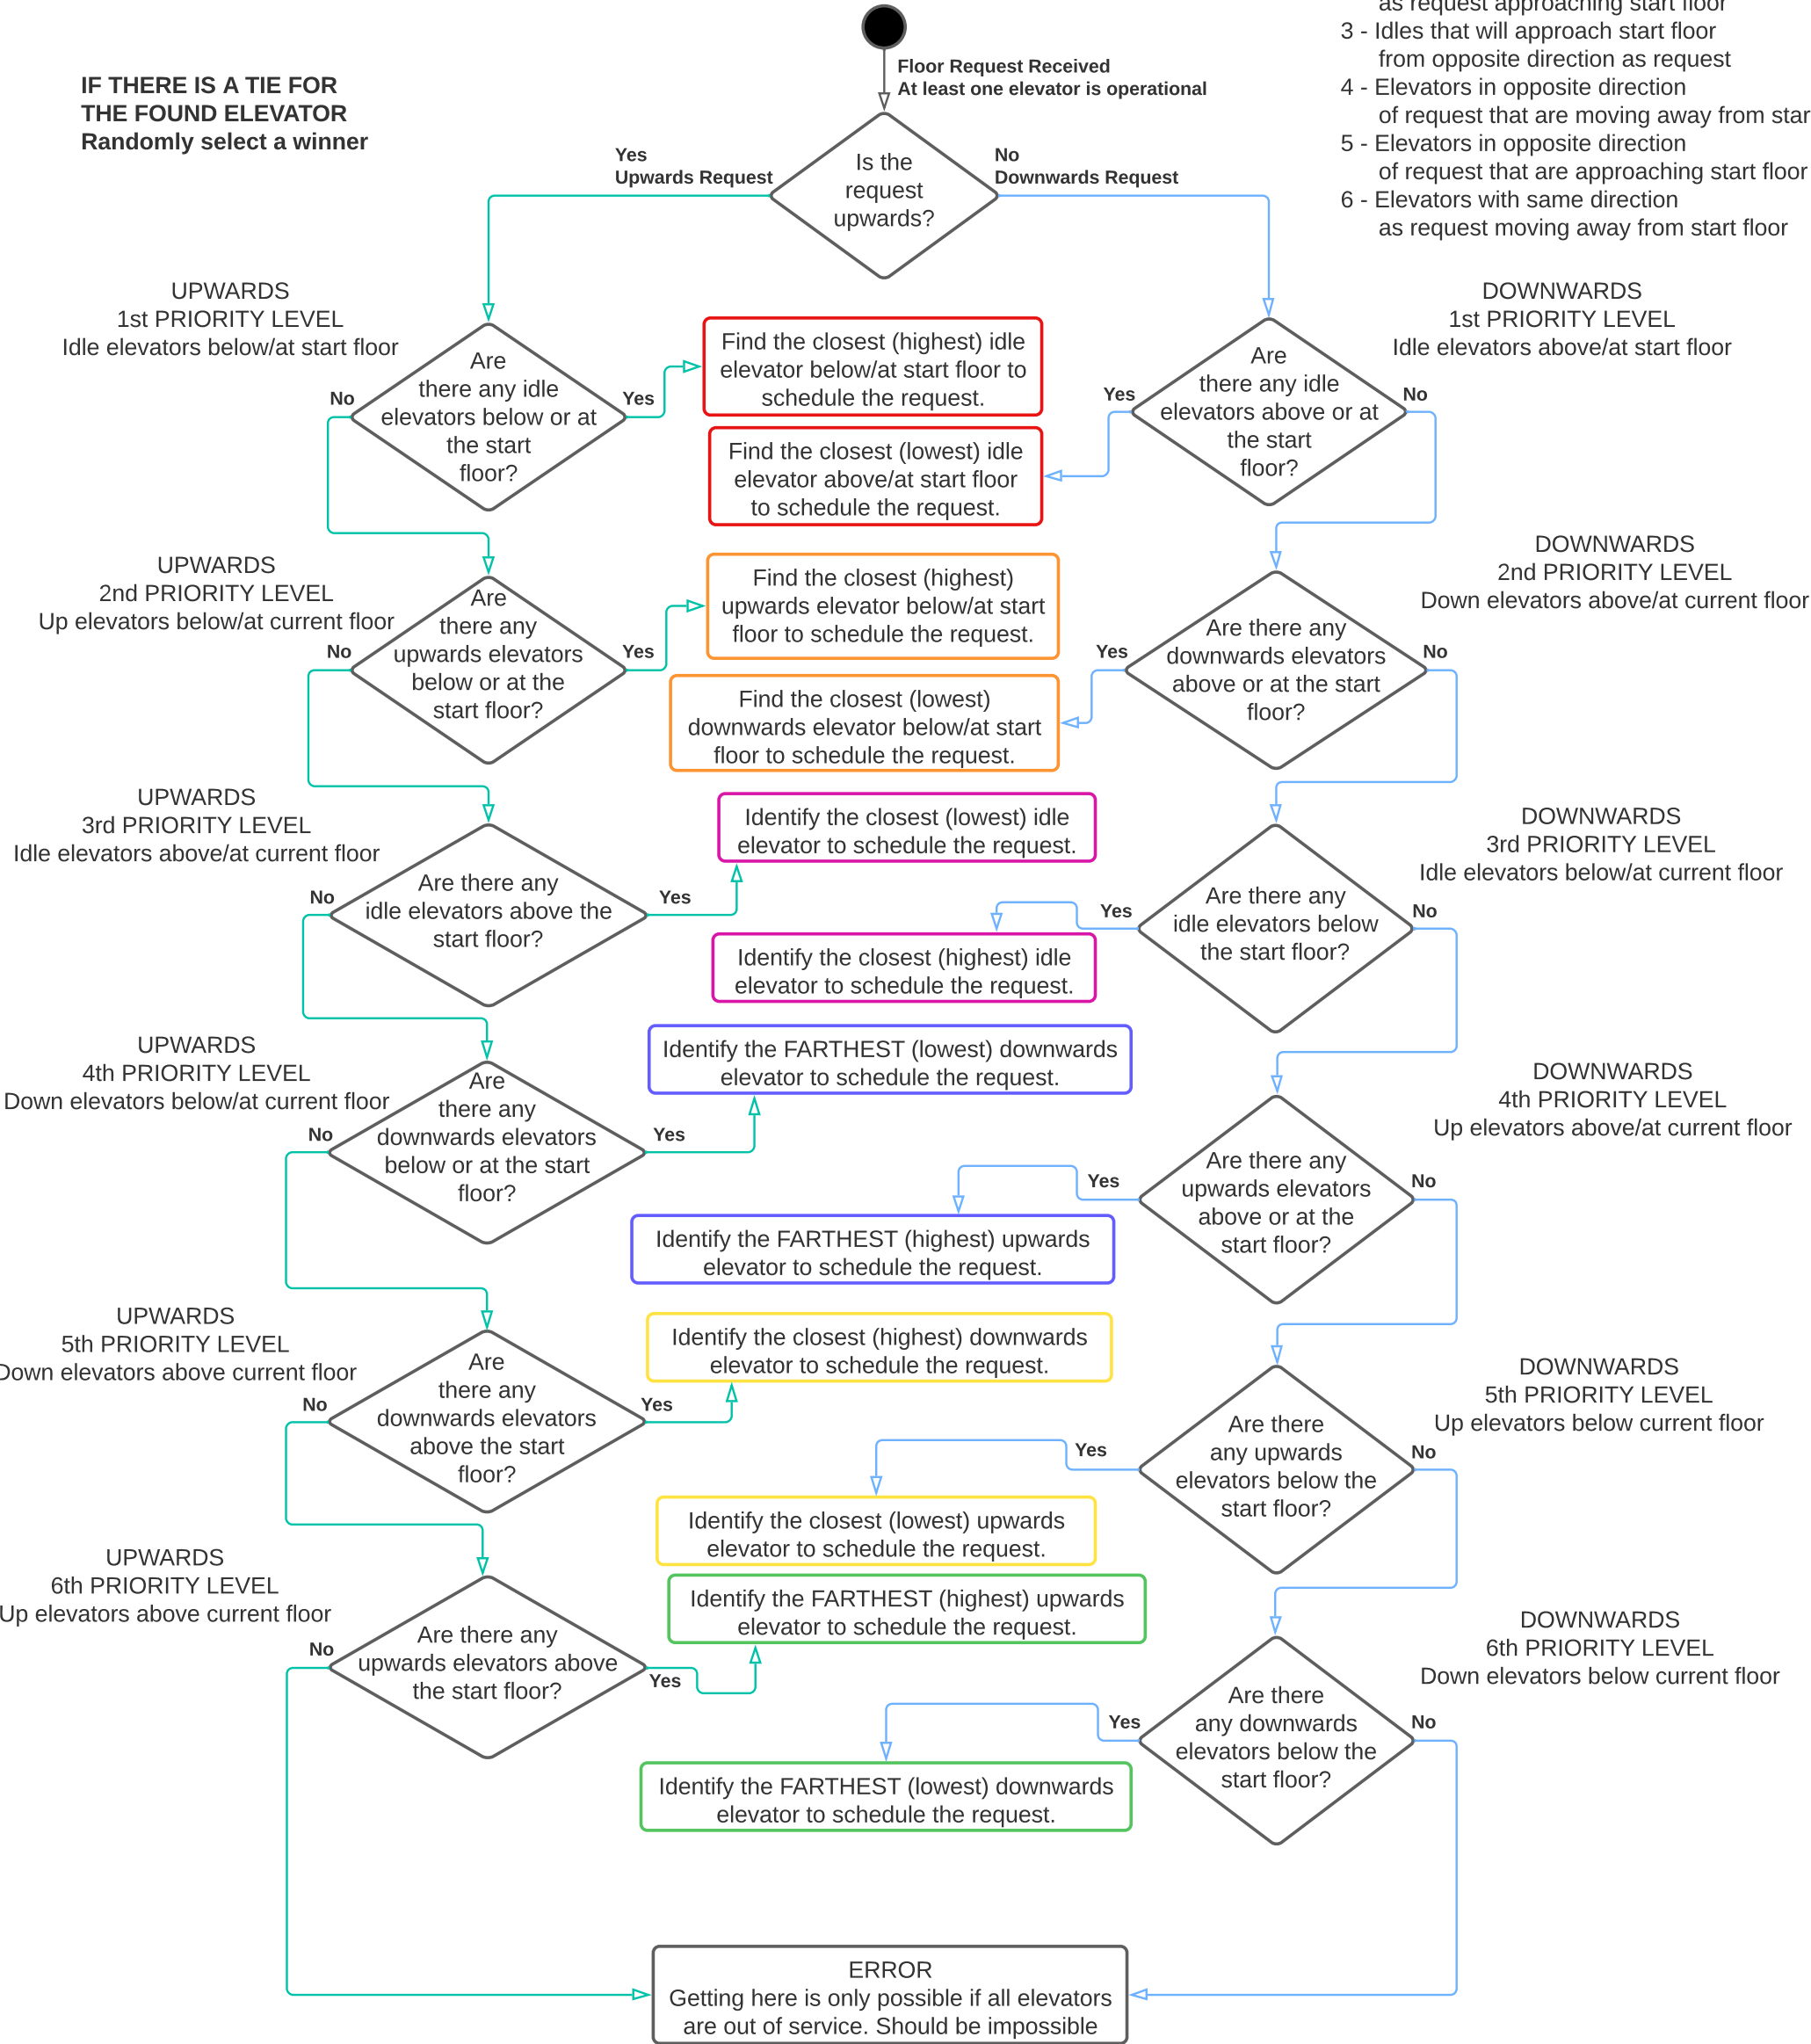 as request approaching start floor
3 - Idles that will approach start floor
from opposite direction as request
4 - Elevators in opposite direction
of request that are moving away from star
5 - Elevators in opposite direction
of request that are approaching start floor
6 - Elevators with same direction
as request moving away from start floor
IF THERE IS A TIE FOR
THE FOUND ELEVATOR
Randomly select a winner
Floor Request Received
At least one elevator is operational
Is the
request
upwards?
Yes
Upwards Request
No
Downwards Request
UPWARDS
1st PRIORITY LEVEL
Idle elevators below/at start floor
Are
there any idle
elevators below or at
the start
floor?
No
Yes
Find the closest (highest) idle
elevator below/at start floor to
schedule the request.
Find the closest (lowest) idle
elevator above/at start floor
to schedule the request.
Yes
Are
there any idle
elevators above or at
the start
floor?
No
DOWNWARDS
1st PRIORITY LEVEL
Idle elevators above/at start floor
UPWARDS
2nd PRIORITY LEVEL
Up elevators below/at current floor
No
Are
there any
upwards elevators
below or at the
start floor?
Yes
Find the closest (highest)
upwards elevator below/at start
floor to schedule the request.
Find the closest (lowest)
downwards elevator below/at start
floor to schedule the request.
Yes
Are there any
downwards elevators
above or at the start
floor?
No
DOWNWARDS
2nd PRIORITY LEVEL
Down elevators above/at current floor
UPWARDS
3rd PRIORITY LEVEL
Idle elevators above/at current floor
No
Are there any
idle elevators above the
start floor?
Yes
Identify the closest (lowest) idle
elevator to schedule the request.
Identify the closest (highest) idle
elevator to schedule the request.
Yes
Are there any
idle elevators below
the start floor?
No
DOWNWARDS
3rd PRIORITY LEVEL
Idle elevators below/at current floor
UPWARDS
4th PRIORITY LEVEL
Down elevators below/at current floor
No
Are
there any
downwards elevators
below or at the start
floor?
Yes
Identify the FARTHEST (lowest) downwards
elevator to schedule the request.
Identify the FARTHEST (highest) upwards
elevator to schedule the request.
Yes
Are there any
upwards elevators
above or at the
start floor?
No
DOWNWARDS
4th PRIORITY LEVEL
Up elevators above/at current floor
UPWARDS
5th PRIORITY LEVEL
Down elevators above current floor
No
Are
there any
downwards elevators
above the start
floor?
Yes
Identify the closest (highest) downwards
elevator to schedule the request.
Identify the closest (lowest) upwards
elevator to schedule the request.
Yes
Are there
any upwards
elevators below the
start floor?
No
DOWNWARDS
5th PRIORITY LEVEL
Up elevators below current floor
UPWARDS
6th PRIORITY LEVEL
Up elevators above current floor
No
Are there any
upwards elevators above
the start floor?
Yes
Identify the FARTHEST (highest) upwards
elevator to schedule the request.
Identify the FARTHEST (lowest) downwards
elevator to schedule the request.
Yes
Are there
any downwards
elevators below the
start floor?
No
DOWNWARDS
6th PRIORITY LEVEL
Down elevators below current floor
ERROR
Getting here is only possible if all elevators
are out of service. Should be impossible